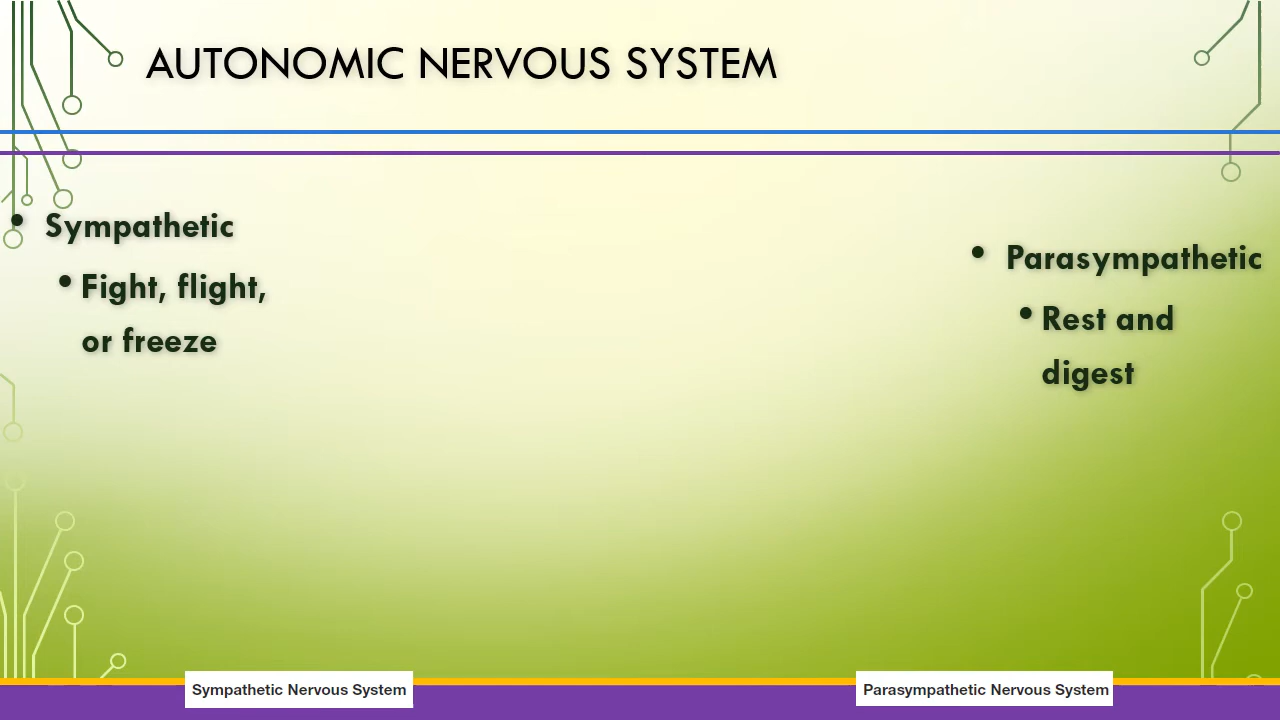 AUTONOMIC NERVOUS SYSTEM
• Sympathetic
• Fight, flight,
or freeze
• Parasympathetic
• Rest and
digest
Sympathetic Nervous System
Parasympathetic Nervous System